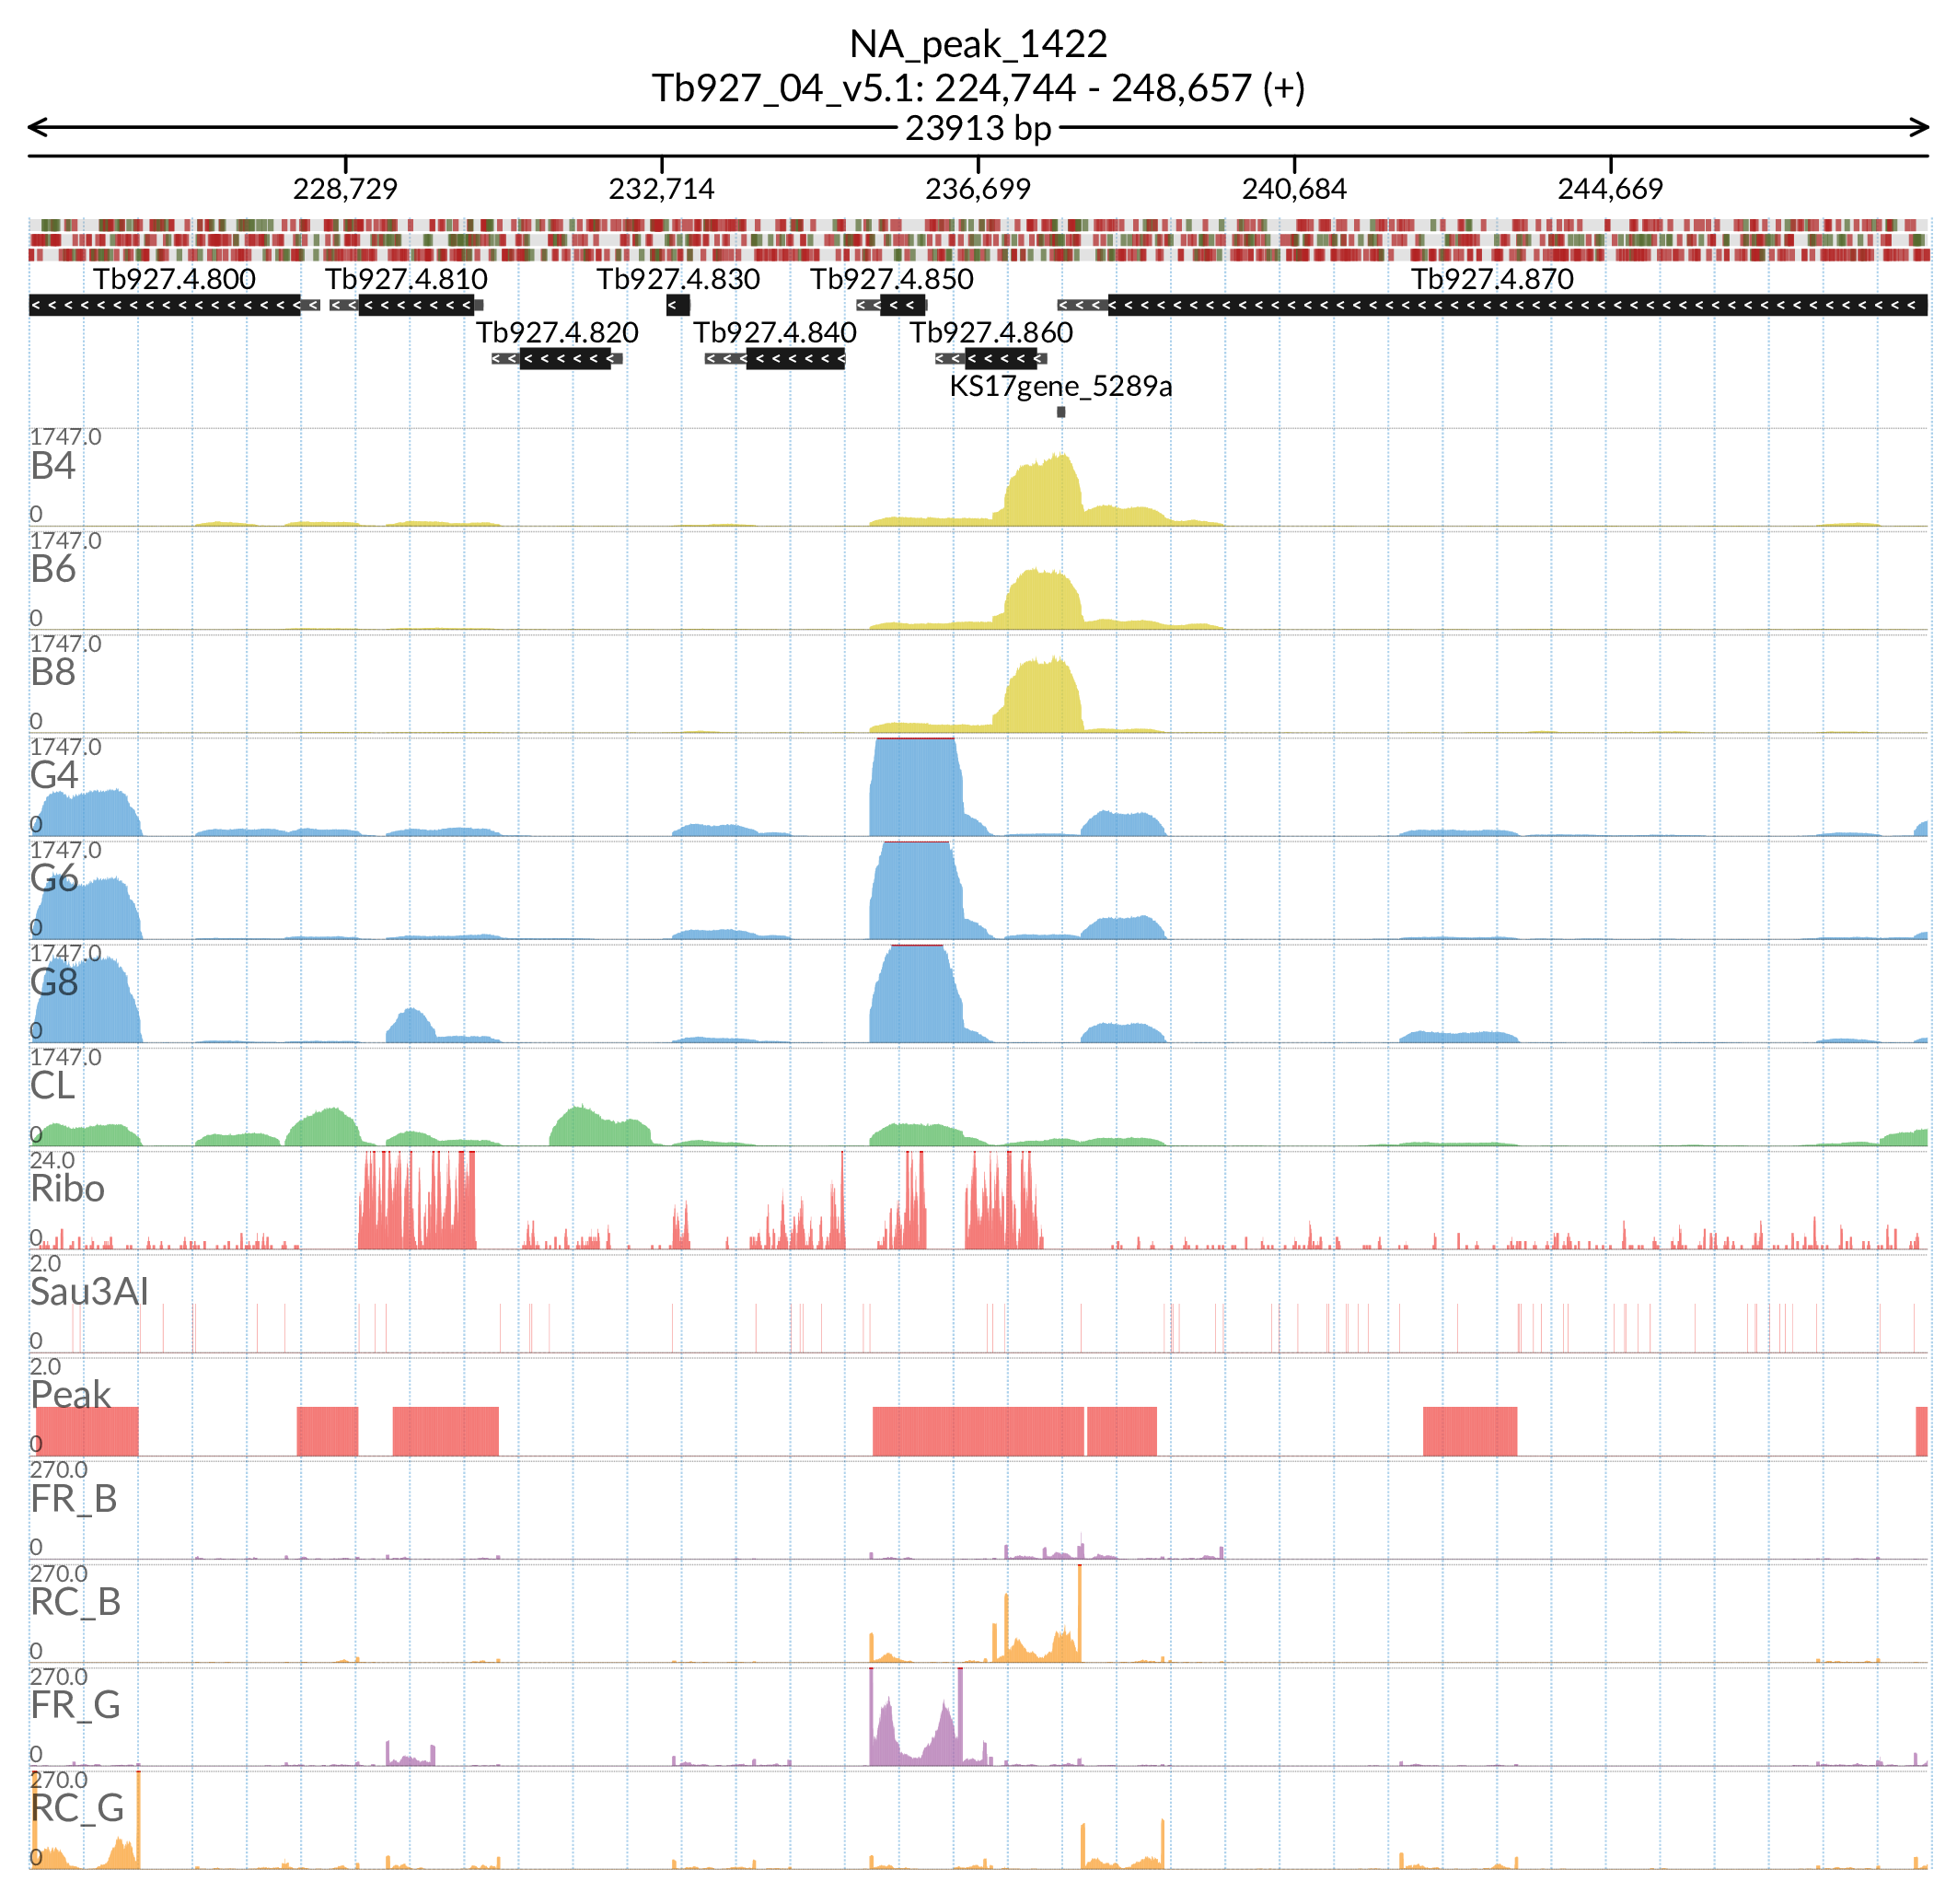 NA_peak_1422
Tb927_04_v5.1: 224,744 - 248,657 (+)
23913 bp
228,729 232,714 236,699 240,684 244,669
Tb927.4.800 Tb927.4.810 Tb927.4.830 Tb927.4.850 Tb927.4.870
Tb927.4.820 Tb927.4.840 Tb927.4.860
KS17gene_5289a
1747.0
B4
0
1747.0
B6
0
1747.0
B8
0
1747.0
G4
0
1747.0
G6
0
1747.0
G8
0
1747.0
CL
0
24.0
Ribo
0
2.0
Sau3AI
0
2.0
Peak
0
270.0
FR_B
0
270.0
RC_B
0
270.0
FR_G
0
270.0
RC_G
0